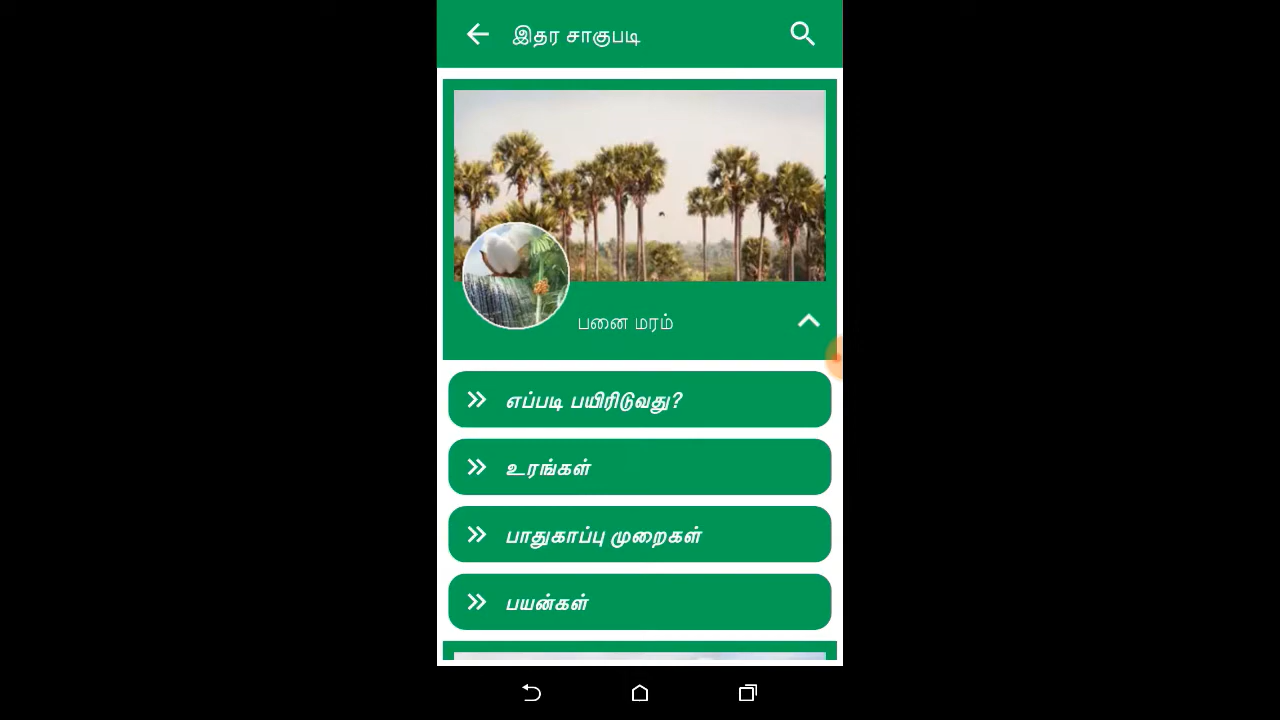 இதர சாகுபடி
பனை மரம்
எப்படி பயிரிடுவது?
உரங்கள்
பாதுகாப்பு முறைகள்
பயன்கள்